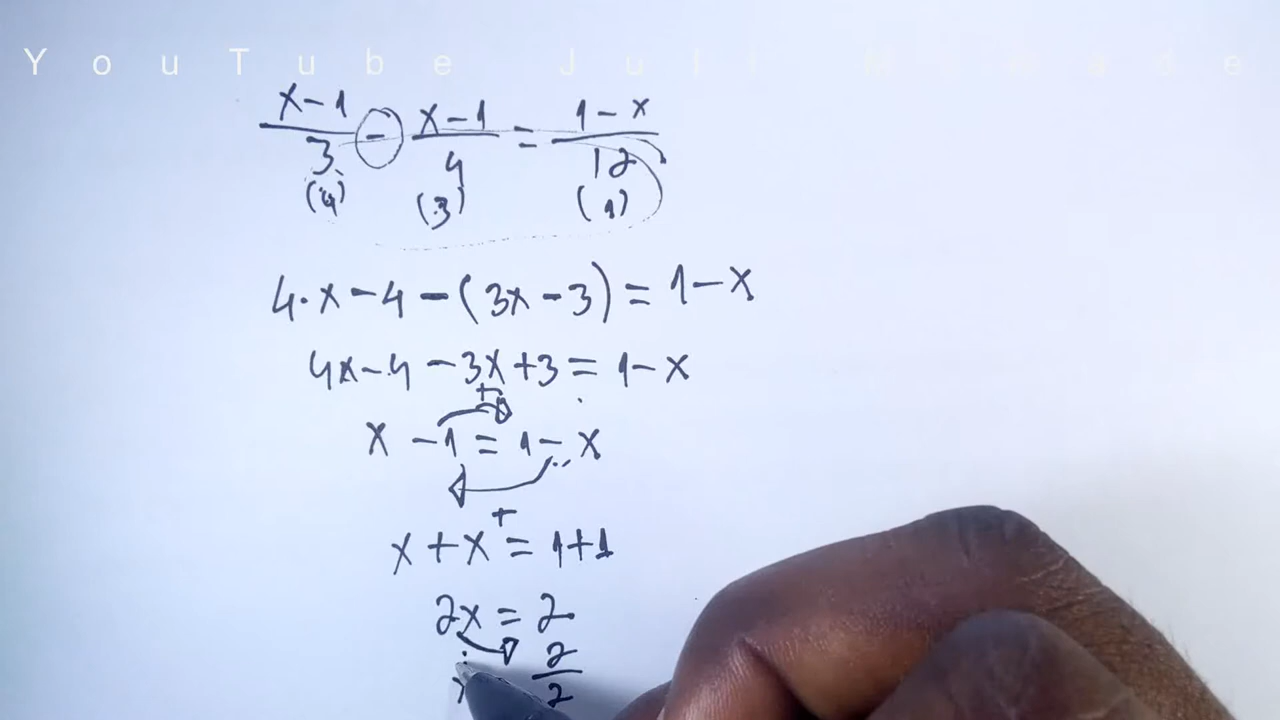 YouTube Juli
x-1 - x-1 = 1-x
3 4 12
(4) (3) (1)
4·x-4-(3x-3)=1-x
4x-4-3x+3=1-x
+
x-1=1-x
+
x+x=1+1
2x=2
2
2